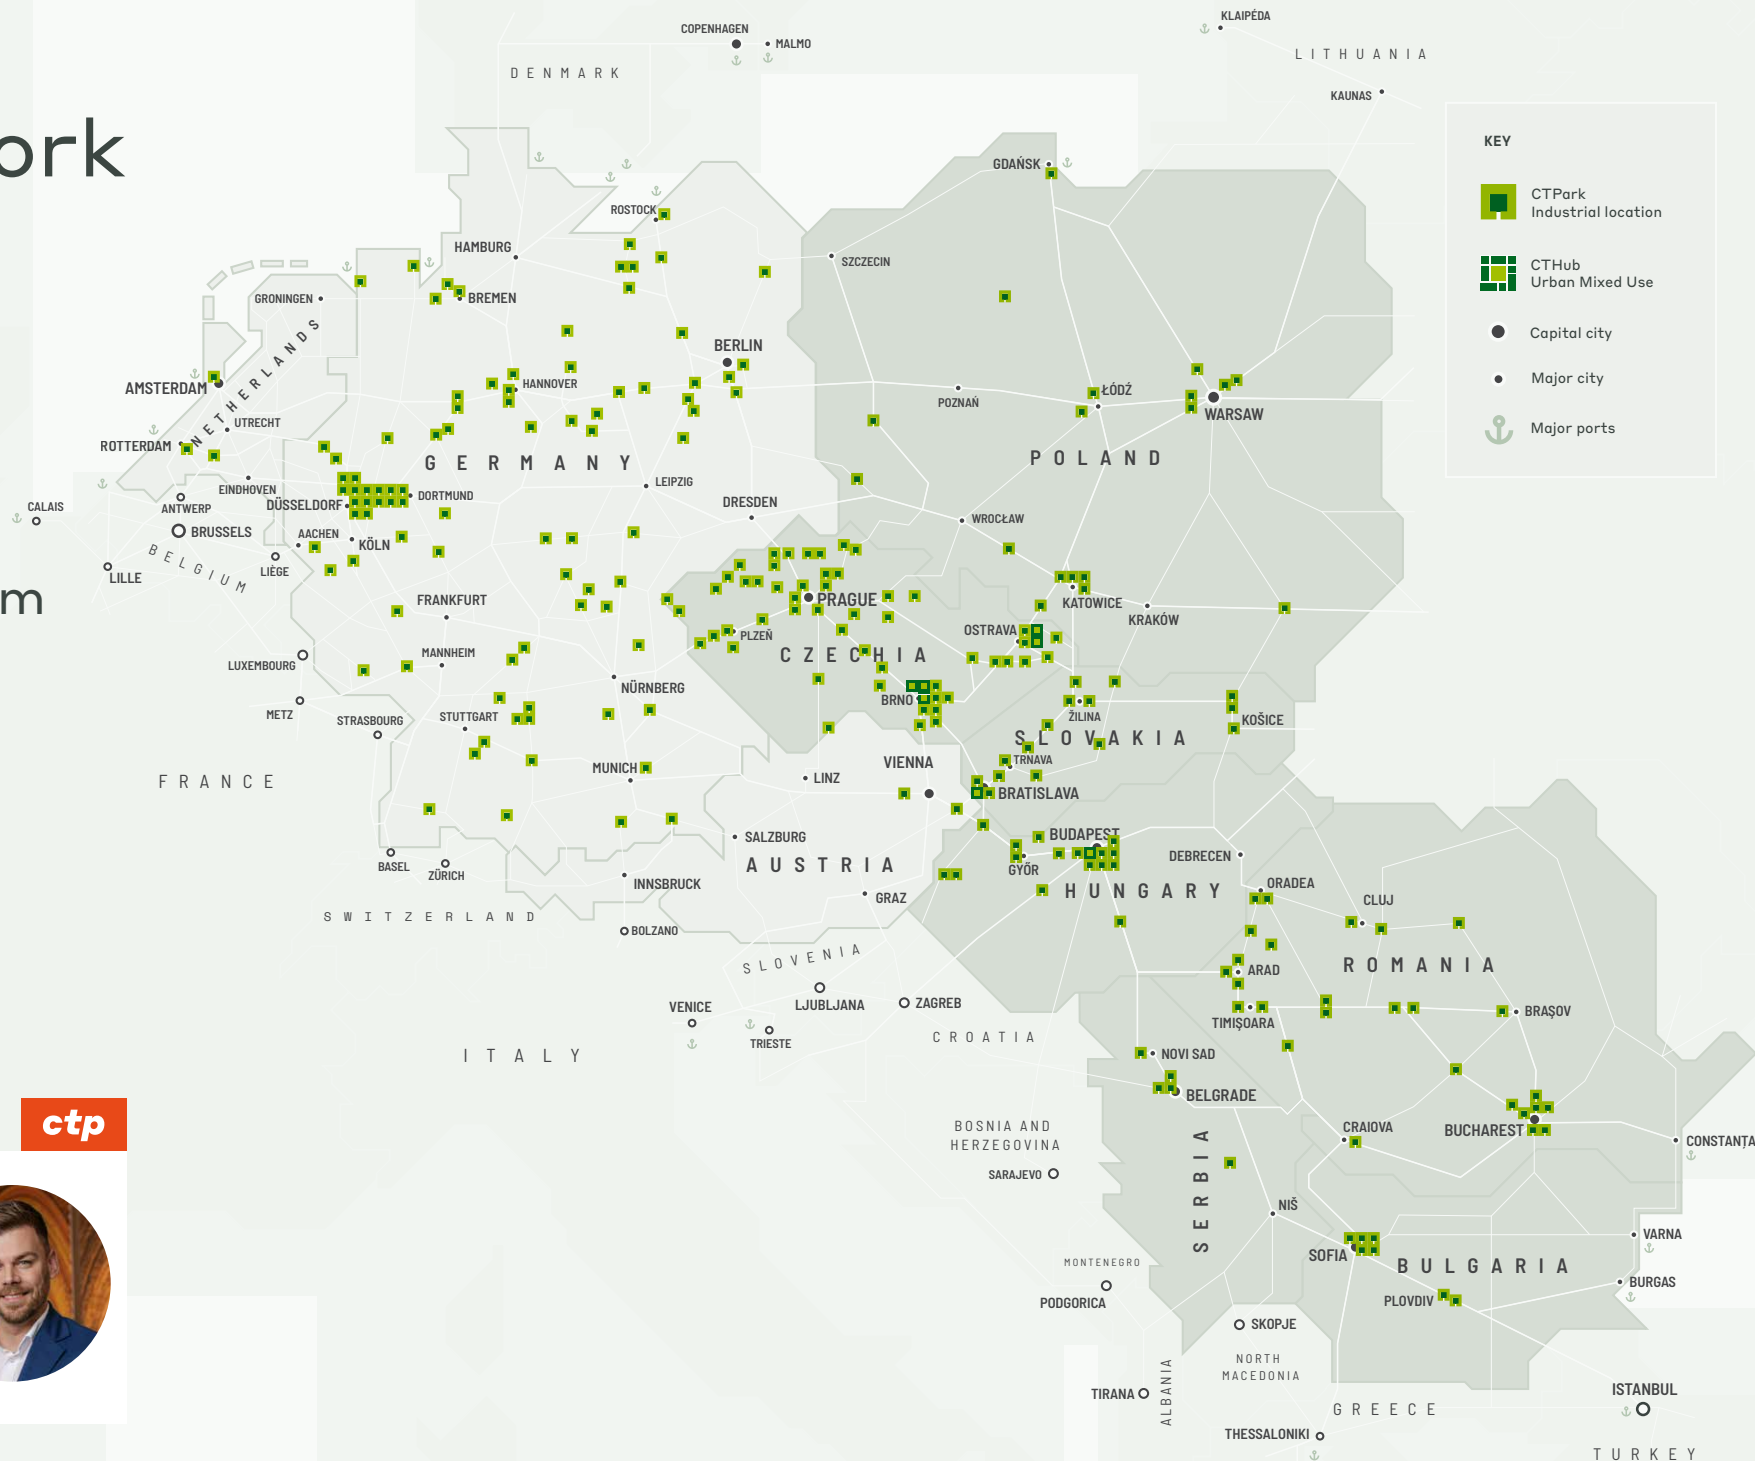 ork
m
ctp
KEY
CTPark
Industrial location
CTHub
Urban Mixed Use
Capital city
Major city
Major ports
COPENHAGEN
MALMO
DENMARK
KLAIPĖDA
LITHUANIA
KAUNAS
GDAŃSK
ROSTOCK
HAMBURG
SZCZECIN
GRONINGEN
BREMEN
NETHERLANDS
BERLIN
AMSTERDAM
HANNOVER
POZNAŃ
ŁÓDŹ
WARSAW
UTRECHT
ROTTERDAM
GERMANY
POLAND
EINDHOVEN
DORTMUND
LEIPZIG
CALAIS
ANTWERP
DÜSSELDORF
DRESDEN
WROCŁAW
BRUSSELS
AACHEN
KÖLN
BELGIUM
LIÈGE
LILLE
FRANKFURT
PRAGUE
KATOWICE
KRAKÓW
OSTRAVA
PLZEŇ
CZECHIA
LUXEMBOURG
MANNHEIM
NÜRNBERG
BRNO
METZ
STRASBOURG
STUTTGART
ŽILINA
KOŠICE
SLOVAKIA
TRNAVA
VIENNA
MUNICH
LINZ
FRANCE
BRATISLAVA
SALZBURG
BUDAPEST
DEBRECEN
BASEL
ZÜRICH
AUSTRIA
GYŐR
INNSBRUCK
HUNGARY
ORADEA
GRAZ
CLUJ
SWITZERLAND
BOLZANO
SLOVENIA
ROMANIA
ARAD
VENICE
LJUBLJANA
ZAGREB
TIMIŞOARA
BRAŞOV
TRIESTE
CROATIA
ITALY
NOVI SAD
BELGRADE
BOSNIA AND
HERZEGOVINA
CRAIOVA
BUCHAREST
CONSTANȚA
SARAJEVO
SERBIA
NIŠ
VARNA
MONTENEGRO
SOFIA
BULGARIA
BURGAS
PODGORICA
PLOVDIV
SKOPJE
NORTH
MACEDONIA
TIRANA
ALBANIA
ISTANBUL
GREECE
THESSALONIKI
TURKEY